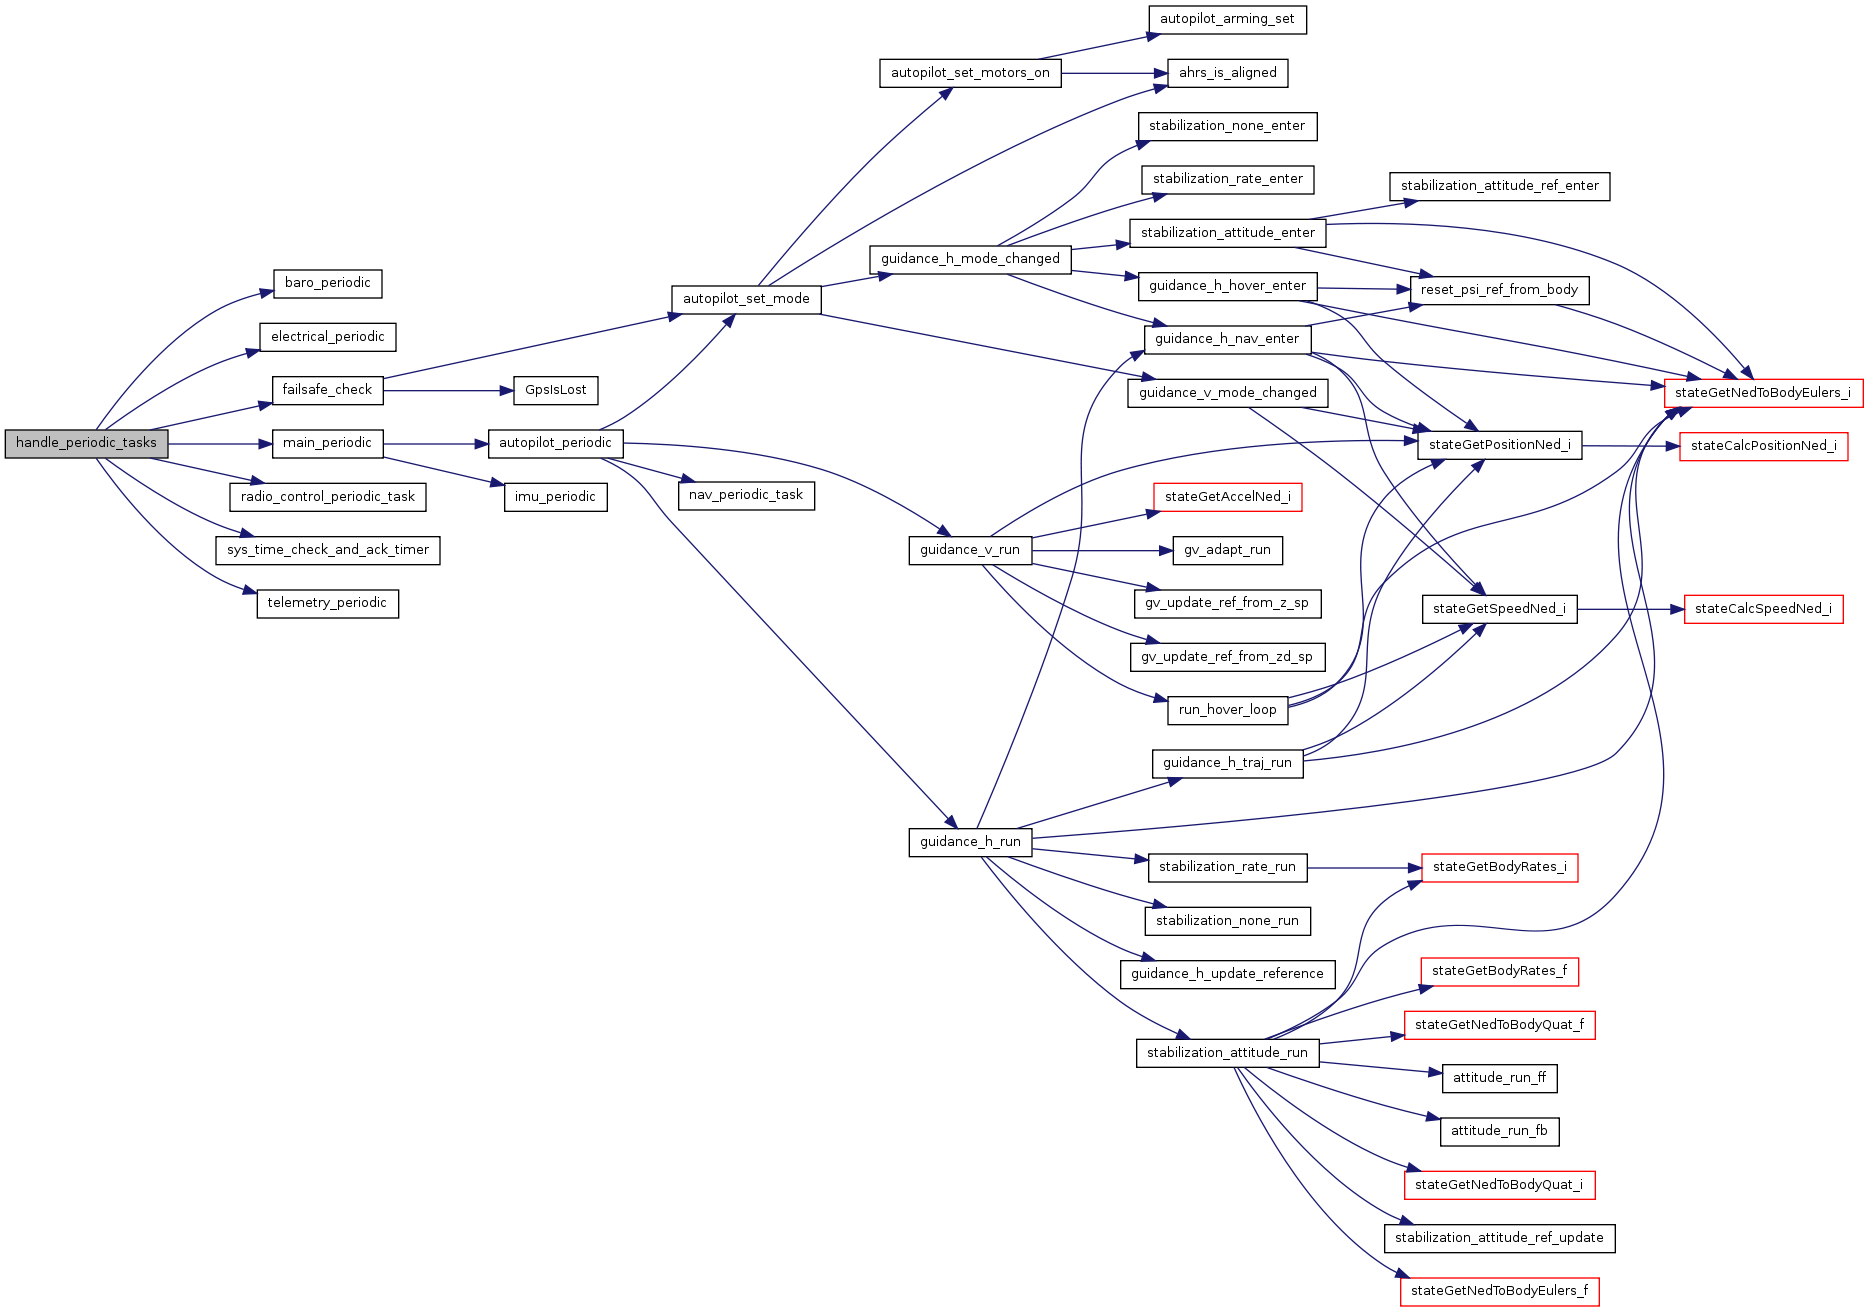 handle_periodic_tasks
baro_periodic
electrical_periodic
failsafe_check
main_periodic
radio_control_periodic_task
sys_time_check_and_ack_timer
telemetry_periodic
GpsIsLost
autopilot_periodic
imu_periodic
autopilot_set_mode
nav_periodic_task
autopilot_set_motors_on
guidance_h_mode_changed
guidance_v_run
guidance_h_run
autopilot_arming_set
ahrs_is_aligned
stabilization_none_enter
stabilization_rate_enter
stabilization_attitude_enter
guidance_h_hover_enter
guidance_h_nav_enter
guidance_v_mode_changed
stateGetAccelNed_i
gv_adapt_run
gv_update_ref_from_z_sp
gv_update_ref_from_zd_sp
run_hover_loop
guidance_h_traj_run
stabilization_rate_run
stabilization_none_run
guidance_h_update_reference
stabilization_attitude_run
stabilization_attitude_ref_enter
reset_psi_ref_from_body
stateGetPositionNed_i
stateGetSpeedNed_i
stateGetBodyRates_i
stateGetBodyRates_f
stateGetNedToBodyQuat_f
attitude_run_ff
attitude_run_fb
stateGetNedToBodyQuat_i
stabilization_attitude_ref_update
stateGetNedToBodyEulers_f
stateGetNedToBodyEulers_i
stateCalcPositionNed_i
stateCalcSpeedNed_i